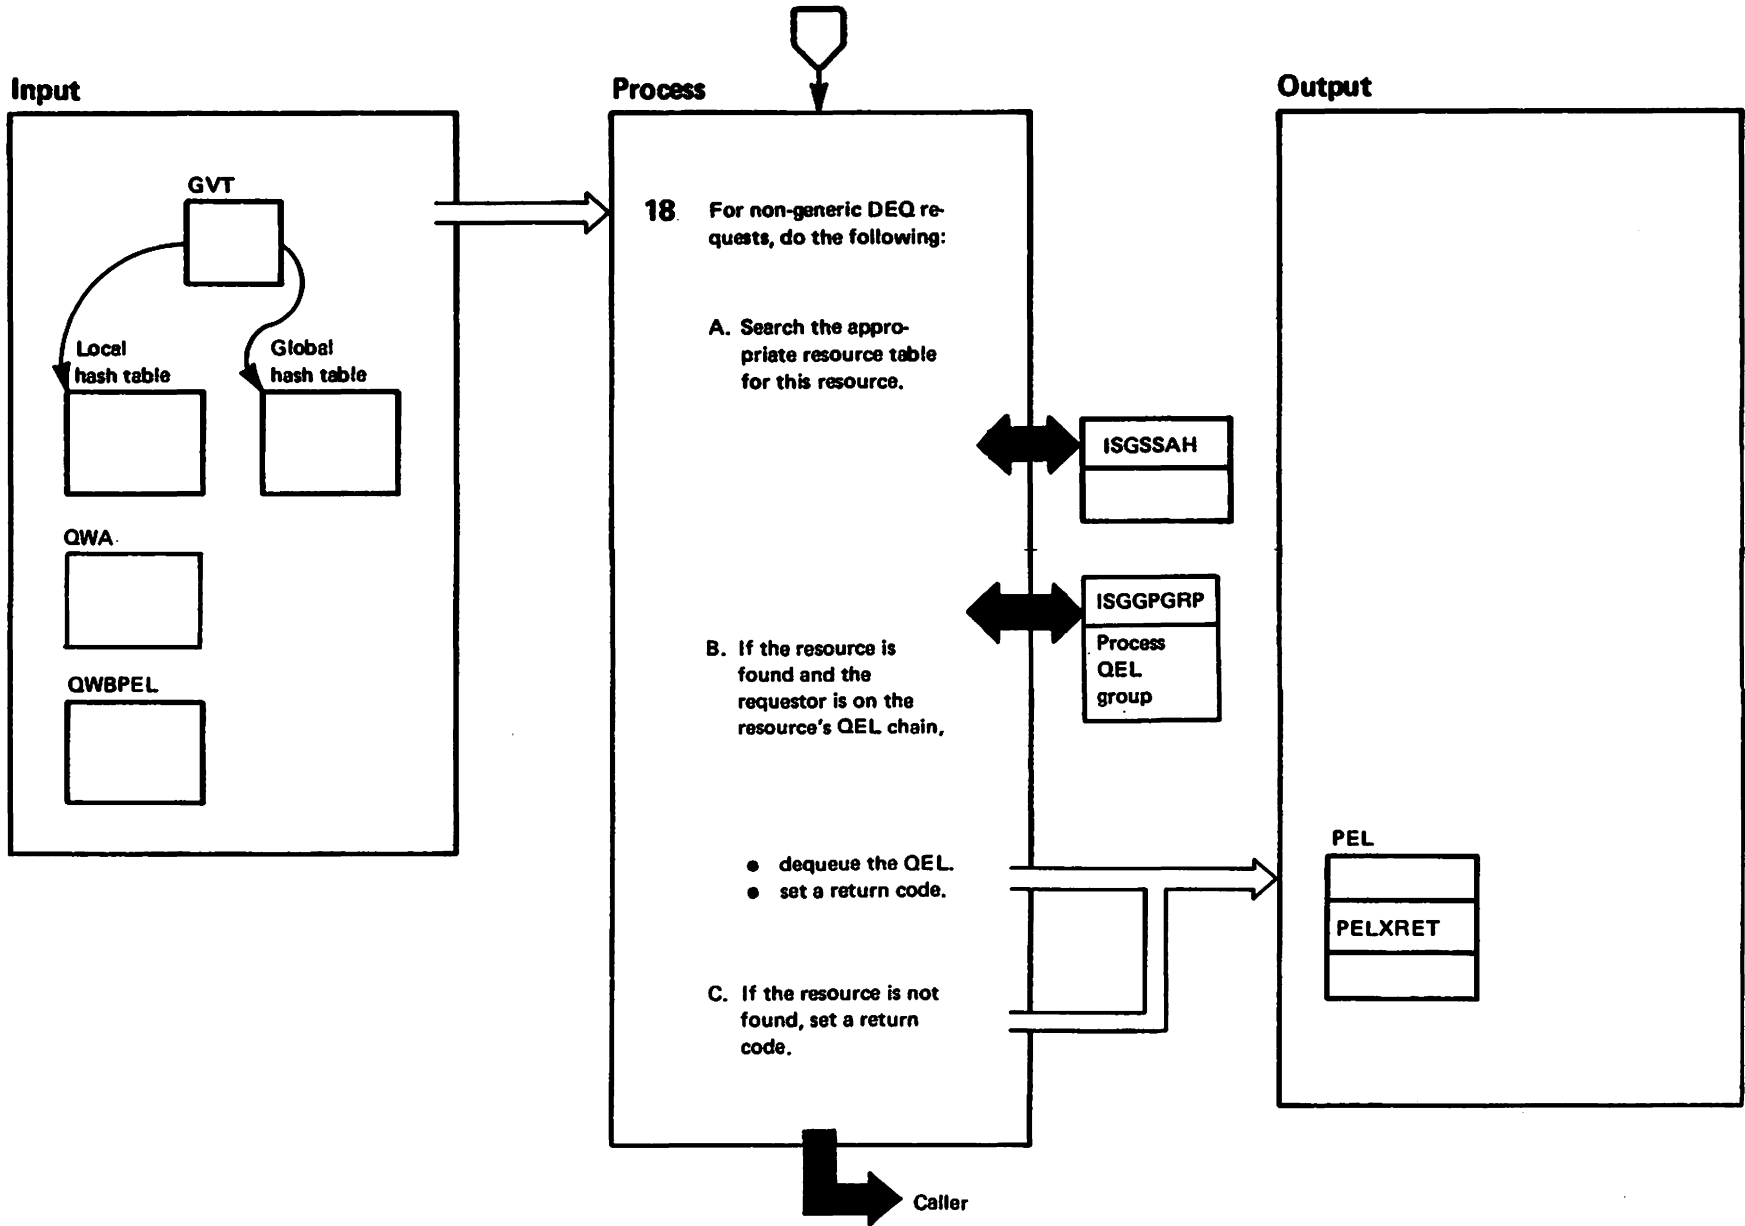 Input
GVT
Local
hash table
Global
hash table
QWA
QWBPEL
Process
18 For non-generic DEQ re-
quests, do the following:
A. Search the appro-
priate resource table
for this resource.
ISGSSAH
ISGGPGRP
Process
QEL
group
B. If the resource is
found and the
requestor is on the
resource's QEL chain,
● dequeue the QEL.
● set a return code.
C. If the resource is not
found, set a return
code.
Caller
Output
PEL
PELXRET